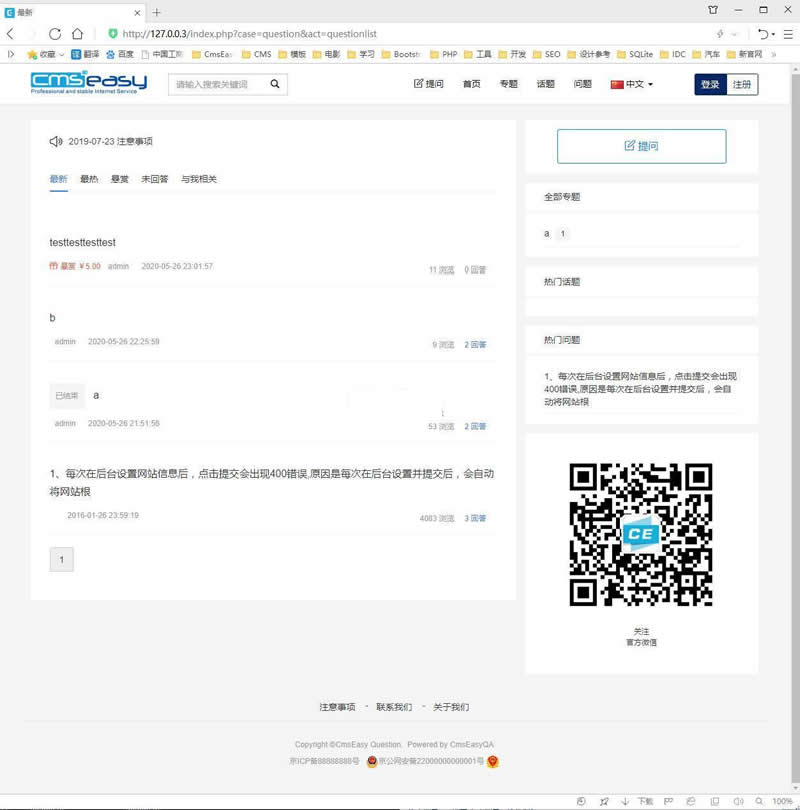 最新
http://127.0.0.3/index.php?case=question&act=questionlist
收藏 翻译 百度 中国工商 CmsEas CMS 模板 电影 学习 Bootstr PHP 工具 开发 SEO 设计参考 SQLite IDC 汽车 新官网
CmsEasy
Professional and stable Internet Service
请输入搜索关键词
提问 首页 专题 话题 问题 中文 登录 注册
2019-07-23 注意事项
最新 最热 悬赏 未回答 与我相关
testtesttesttest
悬赏 ￥5.00 admin 2020-05-26 23:01:57 11 浏览 0 回答
b
admin 2020-05-26 22:25:59 9 浏览 2 回答
已结束 a
admin 2020-05-26 21:51:56 53 浏览 2 回答
1、每次在后台设置网站信息后，点击提交会出现400错误,原因是每次在后台设置并提交后，会自动
将网站根
2016-01-26 23:59:19 4083 浏览 3 回答
1
提问
全部专题
a 1
热门话题
热门问题
1、每次在后台设置网站信息后，点击提交会出现
400错误,原因是每次在后台设置并提交后，会自
动将网站根
CE
关注
官方微信
注意事项 - 联系我们 - 关于我们
Copyright ©CmsEasy Question. Powered by CmsEasyQA
京ICP备88888888号 京公网安备22000000000001号
下载 100%